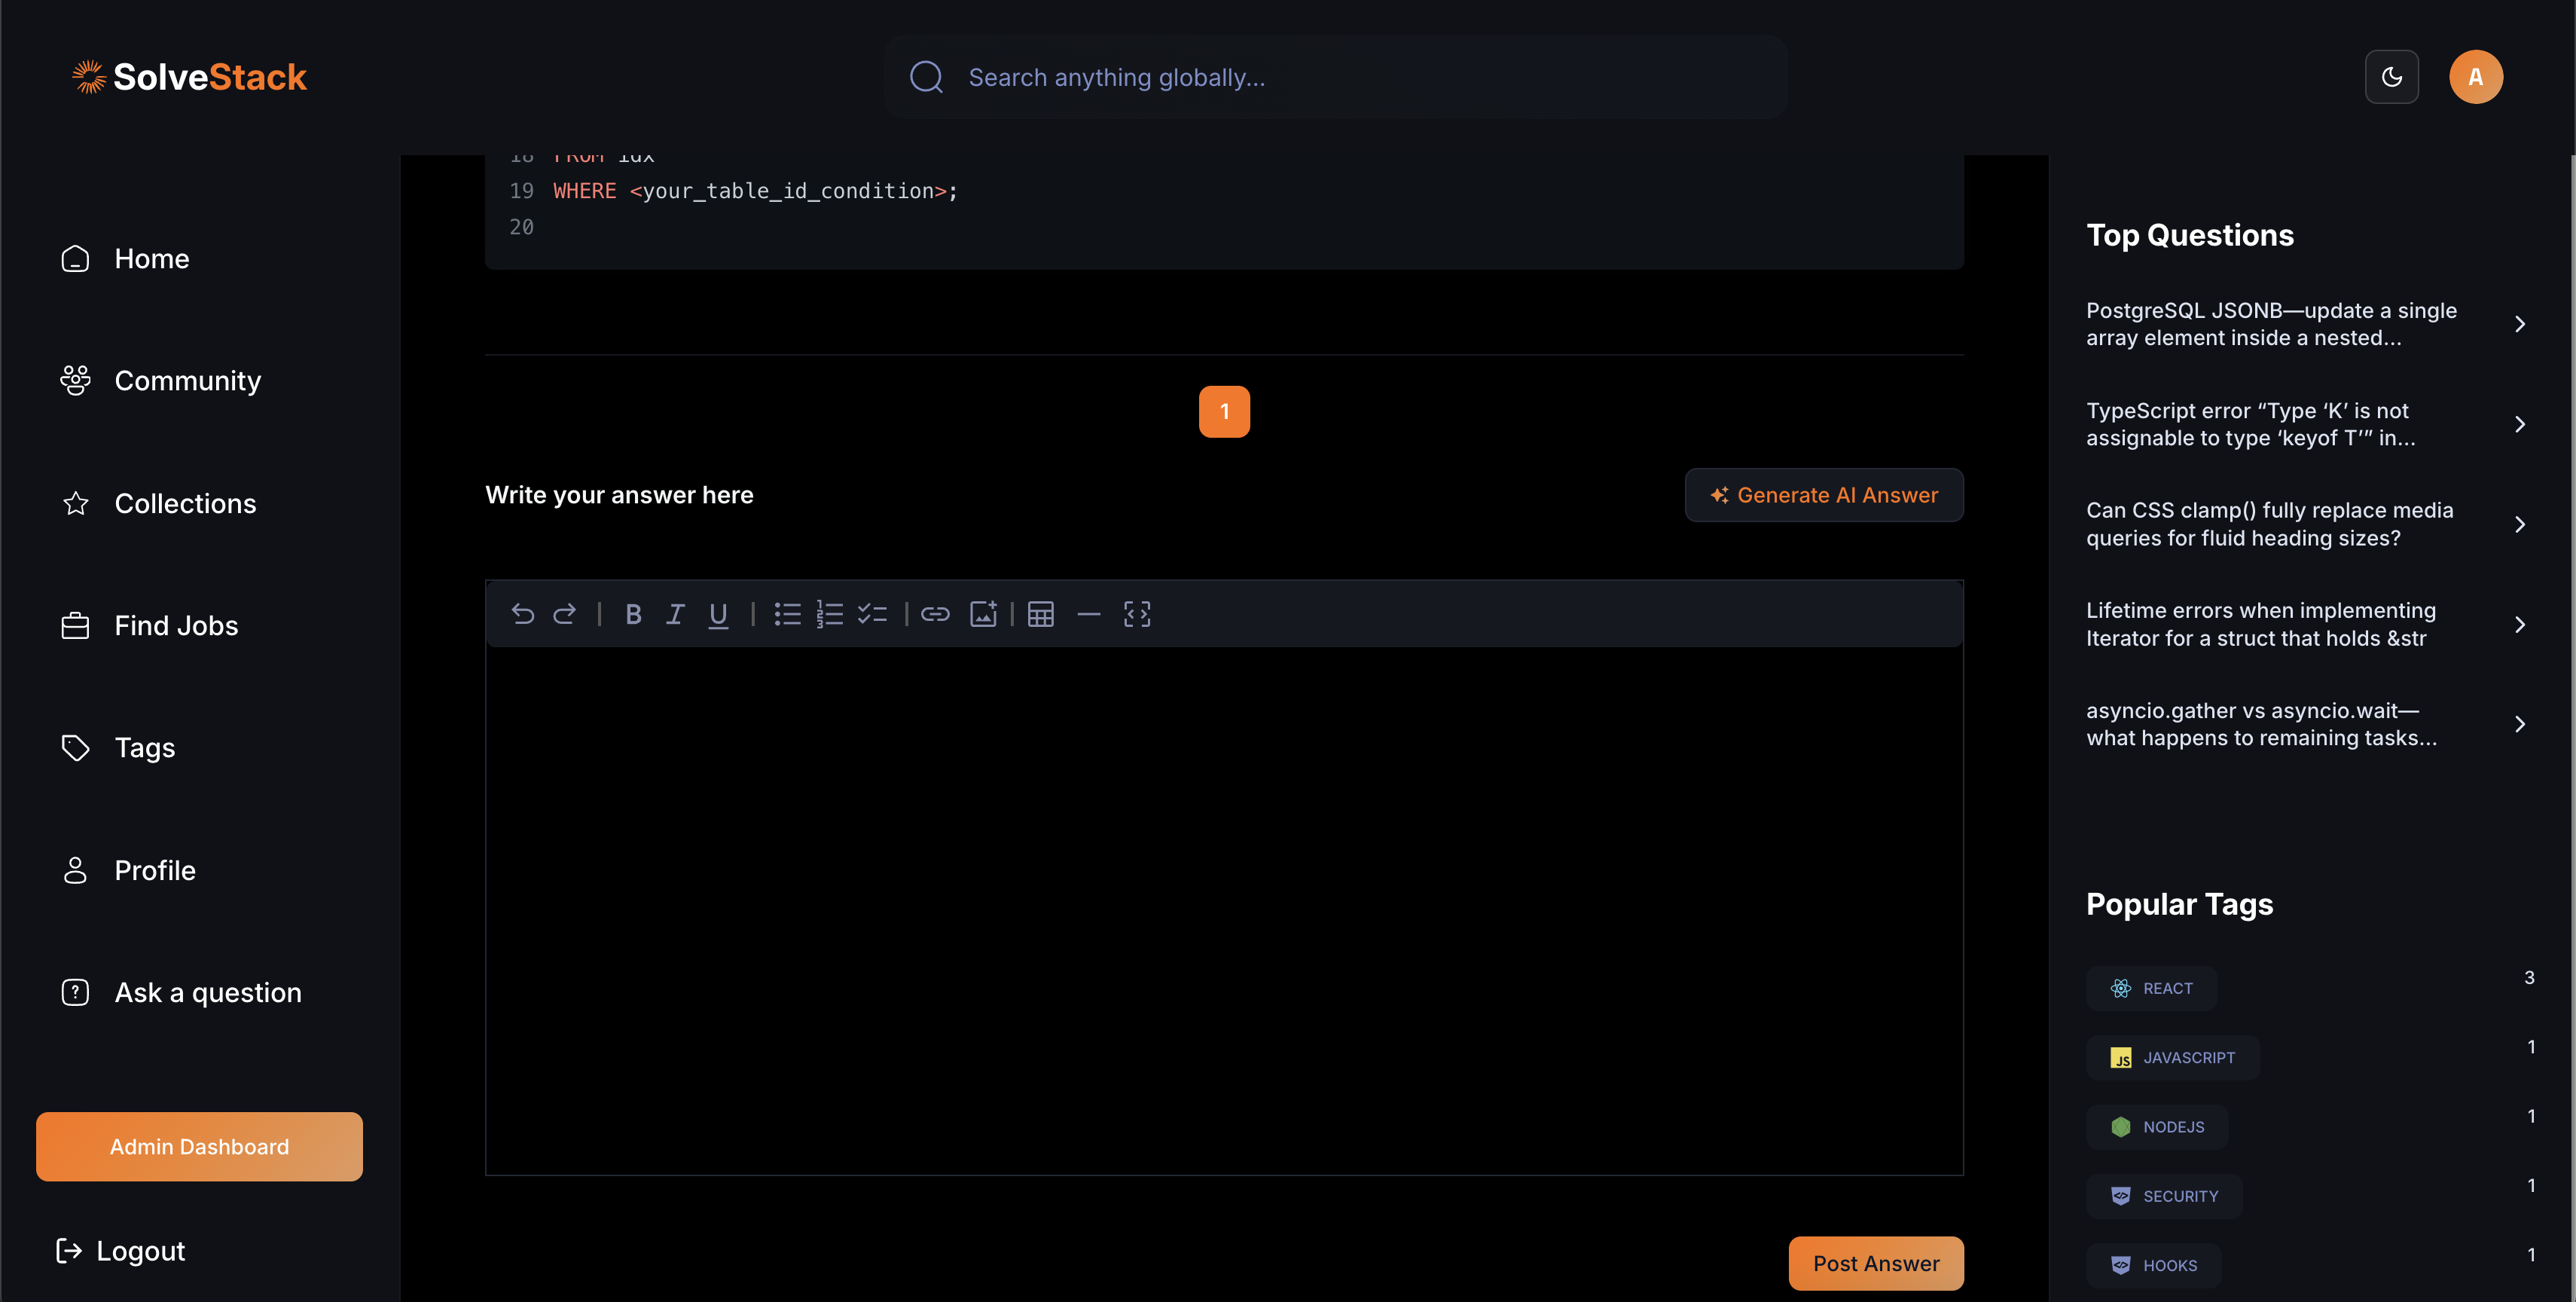 SolveStack
Search anything globally...
A
Home
Community
Collections
Find Jobs
Tags
Profile
Ask a question
Admin Dashboard
Logout
18 FROM idx
19 WHERE <your_table_id_condition>;
20
1
Write your answer here
Generate AI Answer
B I U
Post Answer
Top Questions
PostgreSQL JSONB—update a single
array element inside a nested...
TypeScript error “Type ‘K’ is not
assignable to type ‘keyof T’” in...
Can CSS clamp() fully replace media
queries for fluid heading sizes?
Lifetime errors when implementing
Iterator for a struct that holds &str
asyncio.gather vs asyncio.wait—
what happens to remaining tasks...
Popular Tags
REACT 3
JS JAVASCRIPT 1
NODEJS 1
SECURITY 1
HOOKS 1